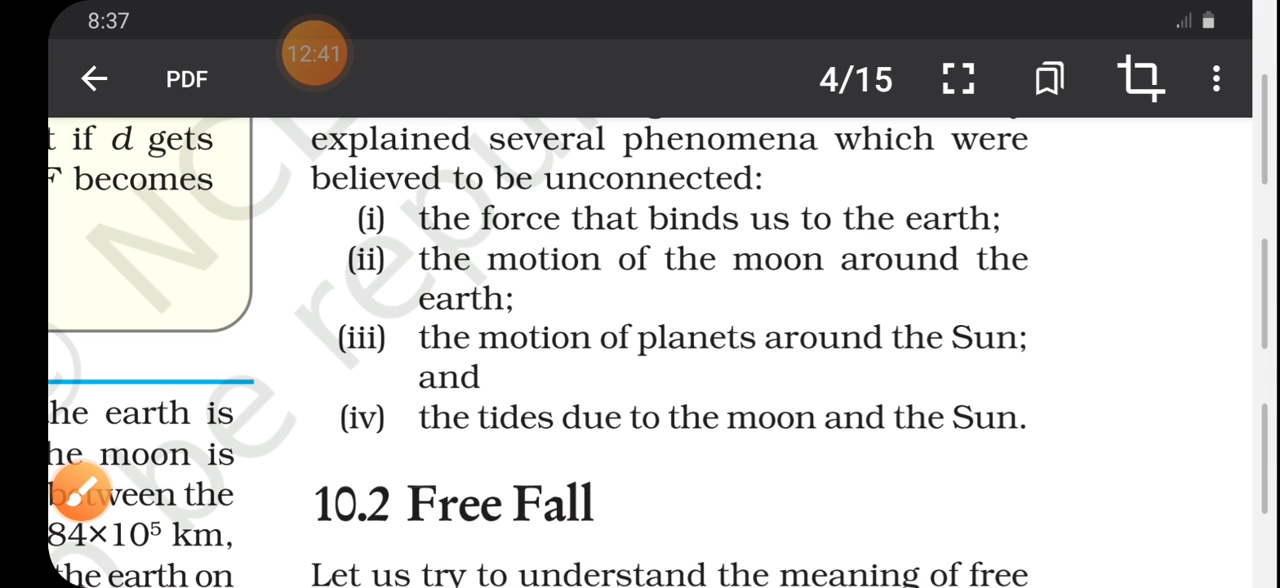 8:37
12:41
PDF
4/15
if d gets
becomes
he earth is
he moon is
between the
84×10⁵ km,
the earth on
explained several phenomena which were
believed to be unconnected:
(i) the force that binds us to the earth;
(ii) the motion of the moon around the
earth;
(iii) the motion of planets around the Sun;
and
(iv) the tides due to the moon and the Sun.
10.2 Free Fall
Let us try to understand the meaning of free